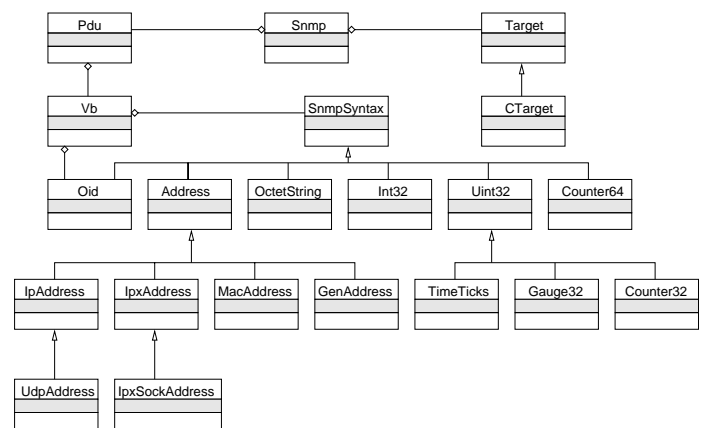 Pdu
Snmp
Target
Vb
SnmpSyntax
CTarget
Oid
Address
OctetString
Int32
Uint32
Counter64
IpAddress
IpxAddress
MacAddress
GenAddress
TimeTicks
Gauge32
Counter32
UdpAddress
IpxSockAddress